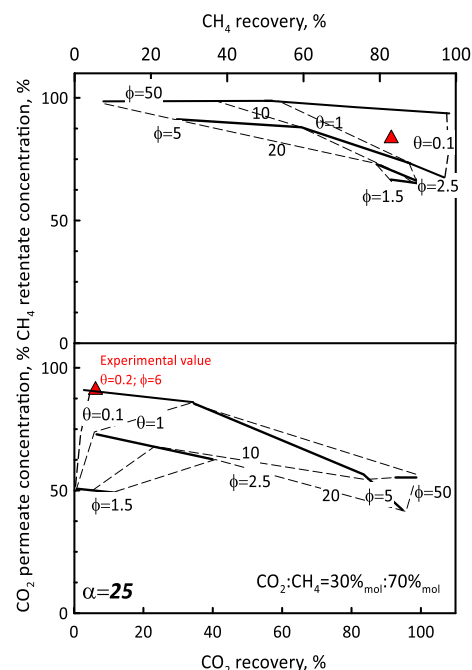 CH₄ recovery, %
0 20 40 60 80 100
CO₂ permeate concentration, % CH₄ retentate concentration, %
100
50
0
ϕ=50
10
θ=1
ϕ=5
20
θ=0.1
ϕ=2.5
ϕ=1.5
100
50
0
Experimental value
θ=0.2; ϕ=6
θ=0.1
θ=1
10
ϕ=2.5
20
ϕ=5
ϕ=50
ϕ=1.5
α=25
CO₂:CH₄=30%mol:70%mol
0 20 40 60 80 100
CO₂ recovery, %